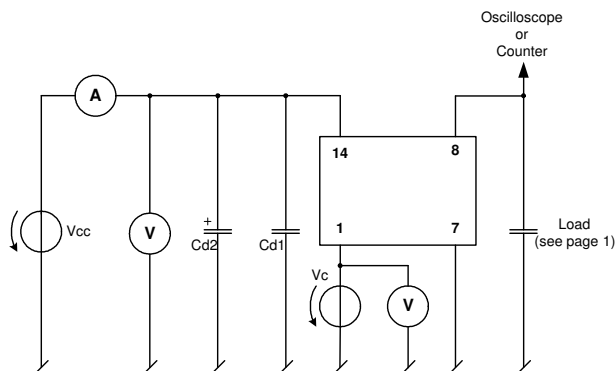 Oscilloscope
or
Counter
A
14
8
Vcc
V
+
Cd2
Cd1
1
7
Load
(see page 1)
Vc
V